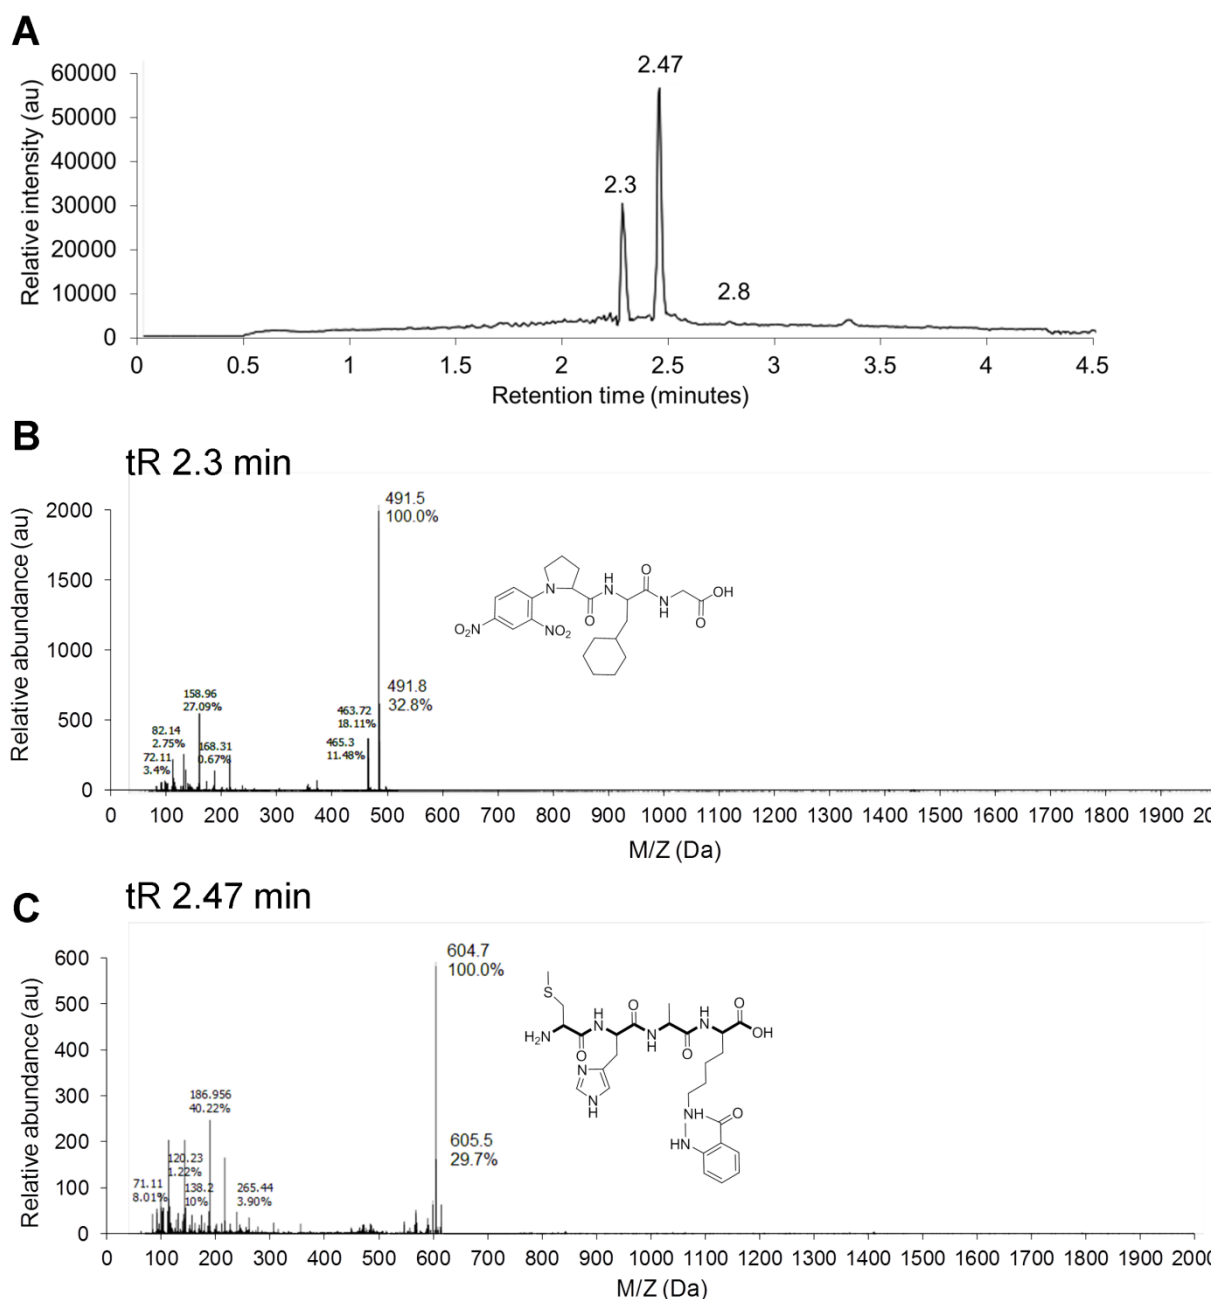 A
Relative intensity (au)
60000
50000
40000
30000
20000
10000
0
2.3
2.47
2.8
0 0.5 1 1.5 2 2.5 3 3.5 4 4.5
Retention time (minutes)
B
tR 2.3 min
Relative abundance (au)
2000
1500
1000
500
0
491.5
100.0%
491.8
32.8%
463.72
18.11%
465.3
11.48%
158.96
27.09%
82.14
2.75%
168.31
0.67%
72.11
3.4%
O₂N
NO₂
N
O
H
N
O
N
H
O
OH
0 100 200 300 400 500 600 700 800 900 1000 1100 1200 1300 1400 1500 1600 1700 1800 1900 20
M/Z (Da)
C
tR 2.47 min
Relative abundance (au)
600
500
400
300
200
100
0
604.7
100.0%
605.5
29.7%
186.956
40.22%
120.23
1.22%
71.11
8.01%
138.2
10%
265.44
3.90%
S
H₂N
O
H
N
O
N
H
O
H
N
O
OH
N
N
H
NH
O
NH
0 100 200 300 400 500 600 700 800 900 1000 1100 1200 1300 1400 1500 1600 1700 1800 1900 200
M/Z (Da)